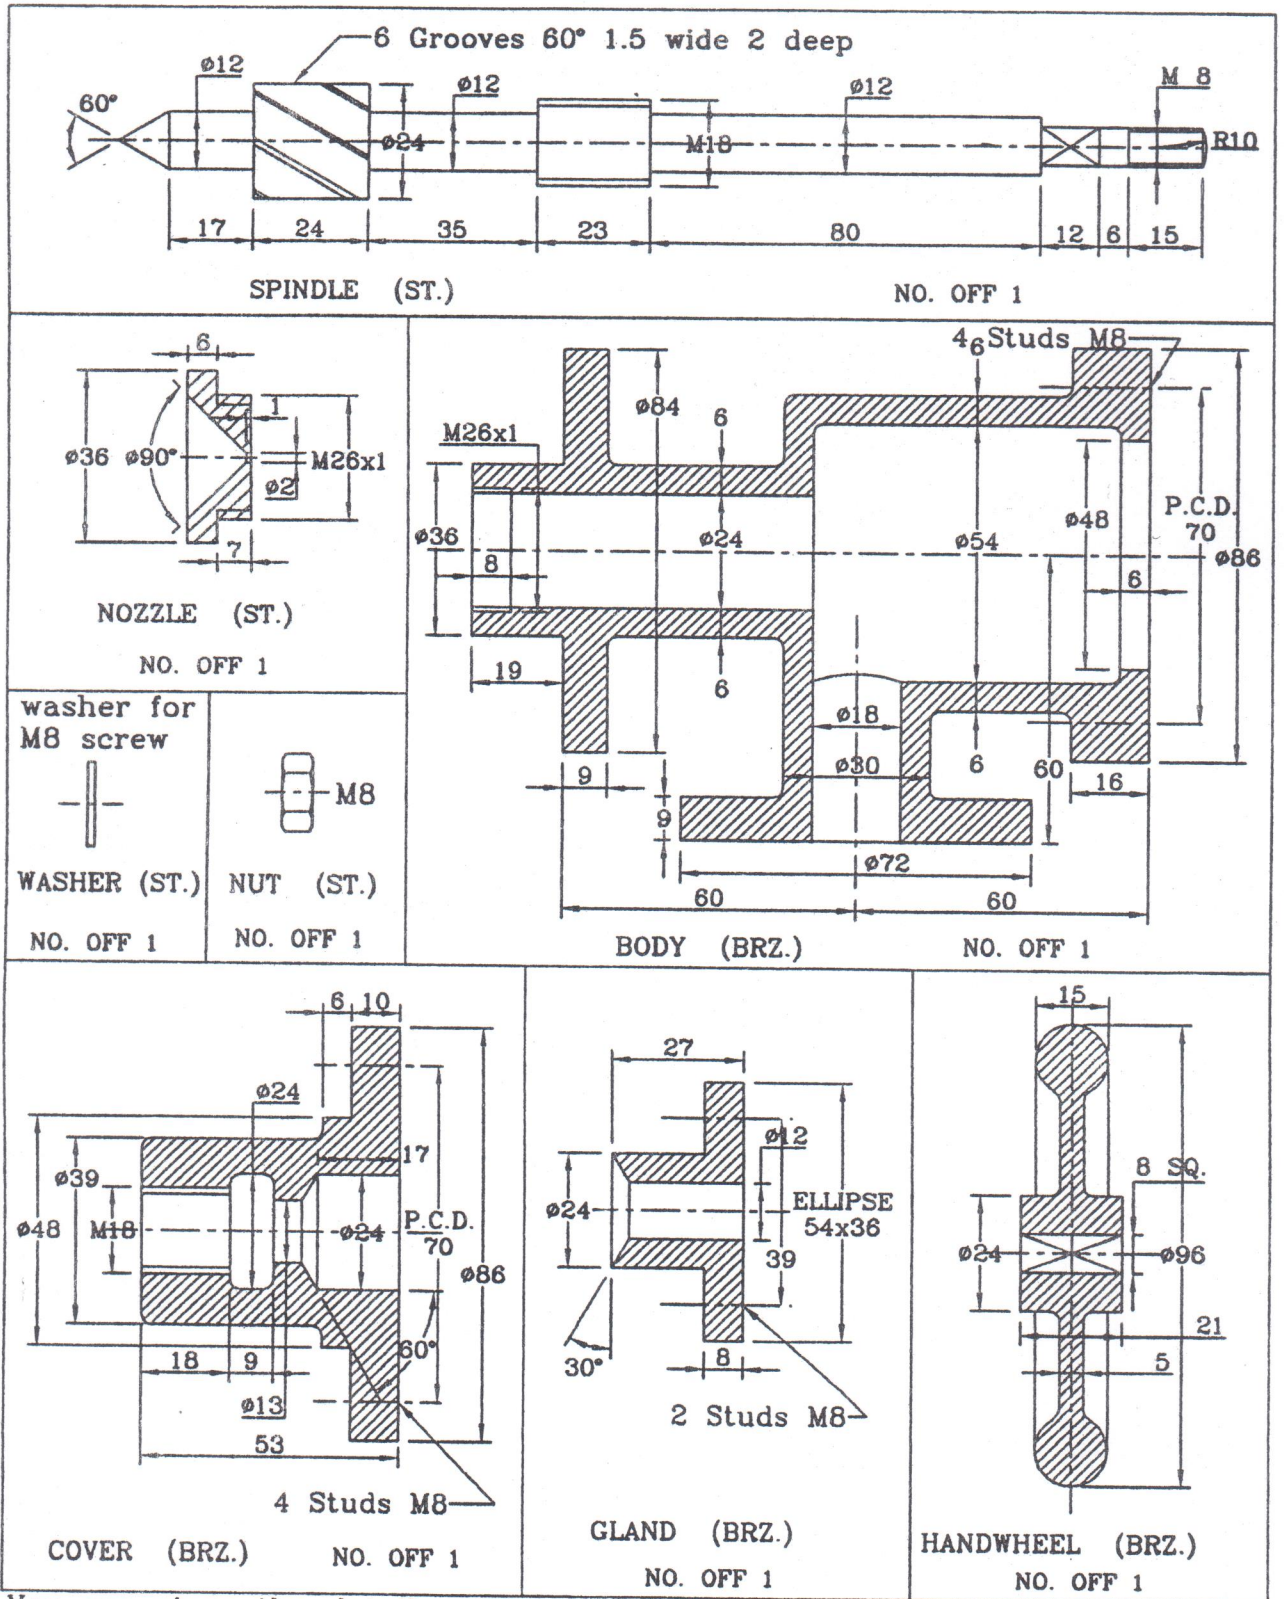 6 Grooves 60° 1.5 wide 2 deep
ø12
ø12
ø12
M 8
60°
ø24
M18
R10
17
24
35
23
80
12
6
15
SPINDLE (ST.)
NO. OFF 1
6
1
ø36
ø90°
M26x1
ø2
7
NOZZLE (ST.)
NO. OFF 1
washer for
M8 screw
WASHER (ST.)
NO. OFF 1
M8
NUT (ST.)
NO. OFF 1
4 Studs M8
6
ø84
6
M26x1
P.C.D.
70
ø48
ø36
ø24
ø54
ø86
8
6
19
6
ø18
9
ø30
6
60
16
9
ø72
60
60
BODY (BRZ.)
NO. OFF 1
6
10
ø24
17
ø39
ø48
M18
ø24
P.C.D.
70
ø86
60°
18
9
ø13
53
4 Studs M8
COVER (BRZ.)
NO. OFF 1
27
ø12
ø24
ELLIPSE
54x36
39
30°
8
2 Studs M8
GLAND (BRZ.)
NO. OFF 1
15
8 SQ.
ø24
ø96
21
5
HANDWHEEL (BRZ.)
NO. OFF 1